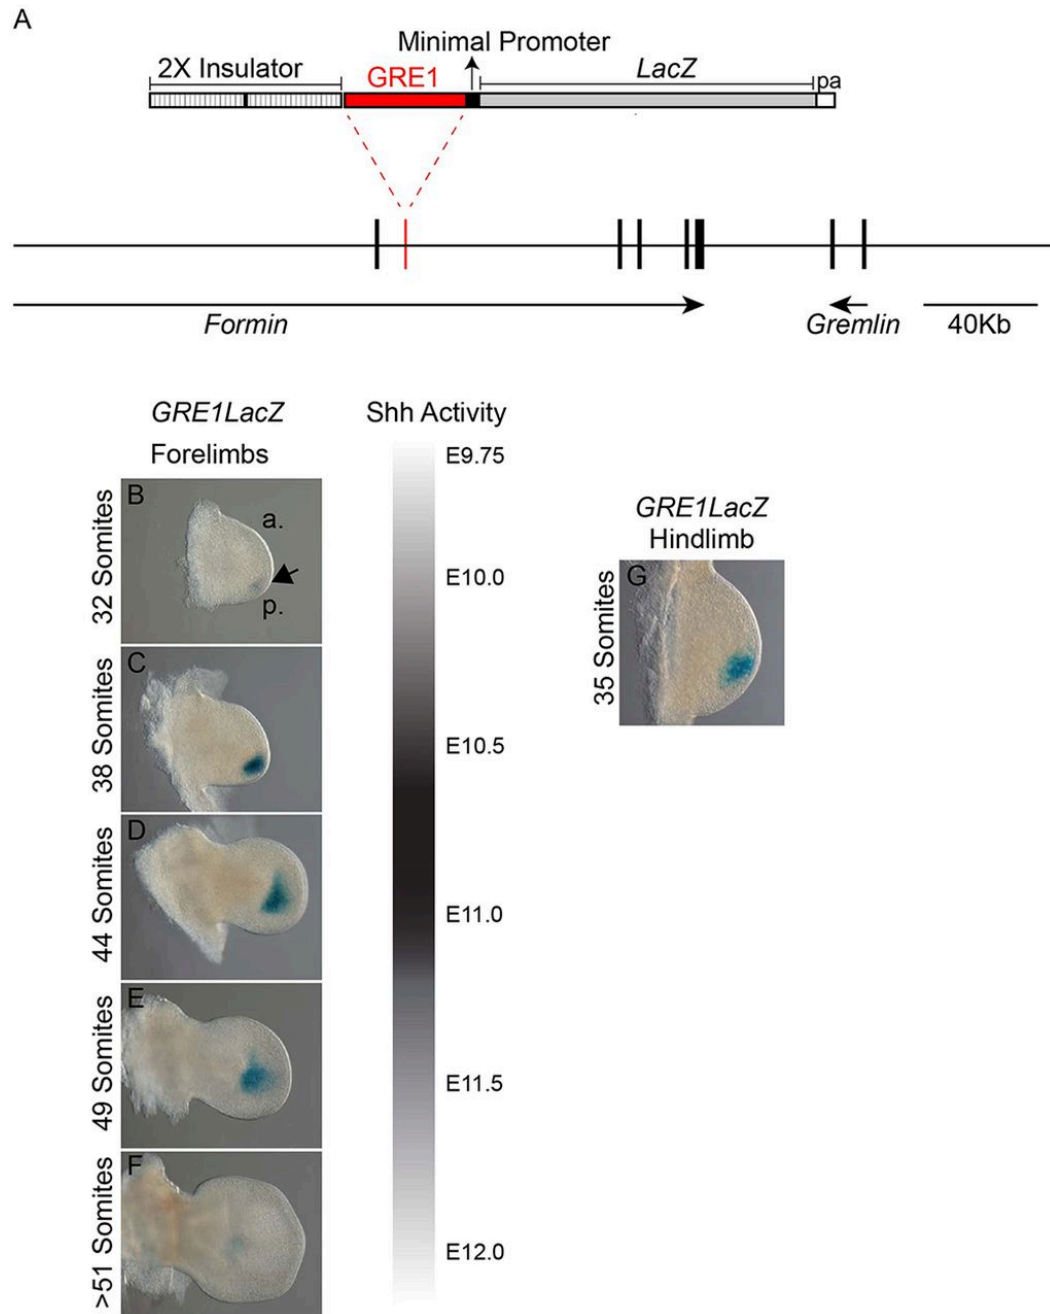 A
Minimal Promoter
2X Insulator
GRE1
LacZ
pa
Formin
Gremlin
40Kb
GRE1LacZ
Forelimbs
Shh Activity
E9.75
E10.0
E10.5
E11.0
E11.5
E12.0
32 Somites
B
a.
p.
38 Somites
C
44 Somites
D
49 Somites
E
>51 Somites
F
GRE1LacZ
Hindlimb
35 Somites
G